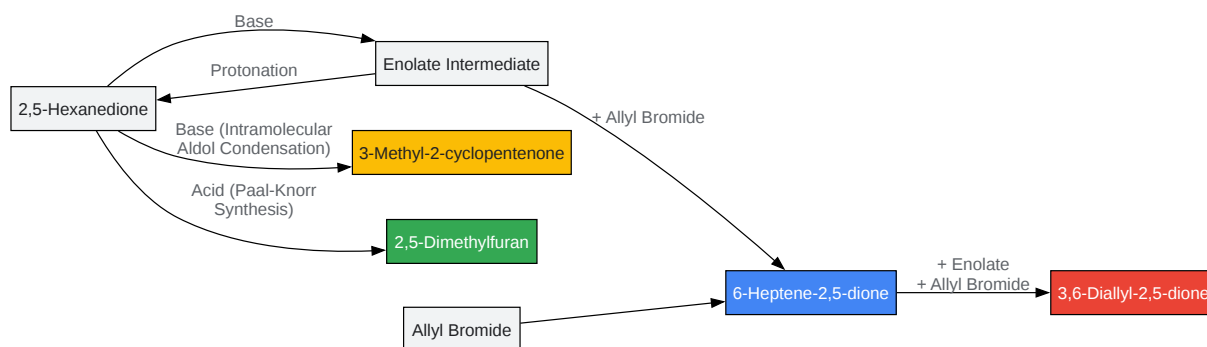 Base
Enolate Intermediate
Protonation
2,5-Hexanedione
+ Allyl Bromide
Base (Intramolecular
Aldol Condensation)
3-Methyl-2-cyclopentenone
Acid (Paal-Knorr
Synthesis)
2,5-Dimethylfuran
+ Enolate
+ Allyl Bromide
6-Heptene-2,5-dione
3,6-Diallyl-2,5-dione
Allyl Bromide